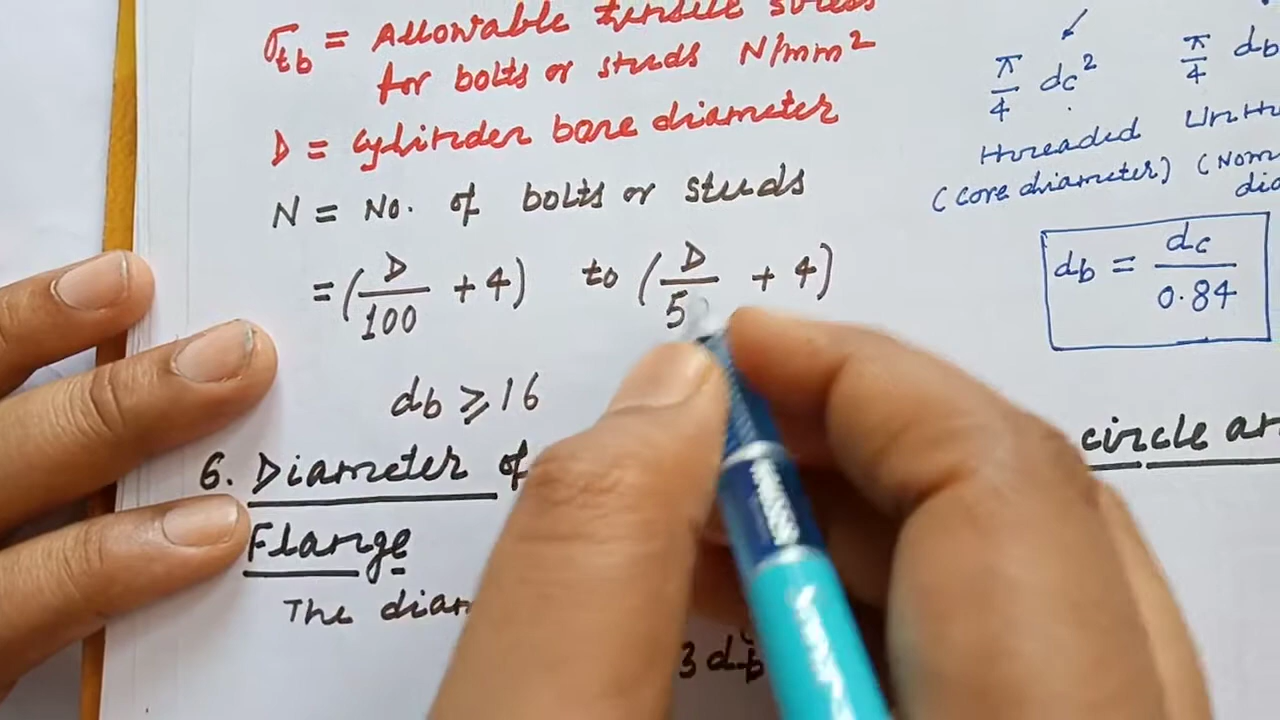 σtb = Allowable tensile stress
for bolts or studs N/mm²
D = Cylinder bore diameter
N = No. of bolts or studs
= (D/100 + 4) to (D/5 + 4)
db ⩾ 16
6. Diameter of
circle
Flange
The
3 db
π/4 dc²
π/4 db
Threaded
(core diameter)
db = dc/0.84